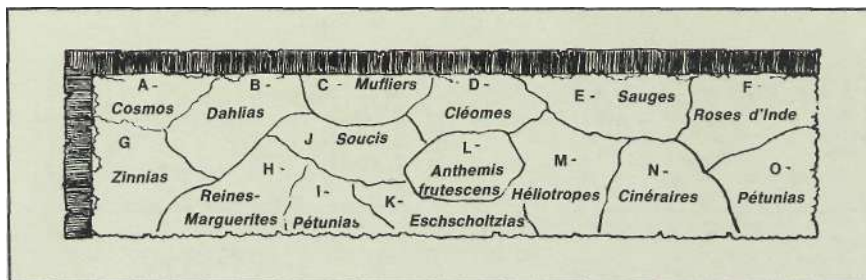 A - Cosmos
B - Dahlias
C - Mufliers
D - Cléomes
E - Sauges
F - Roses d'Inde
G Zinnias
H - Reines-Marguerites
I - Pétunias
J Soucis
K - Eschscholtzias
L - Anthemis frutescens
M - Héliotropes
N - Cinéraires
O - Pétunias